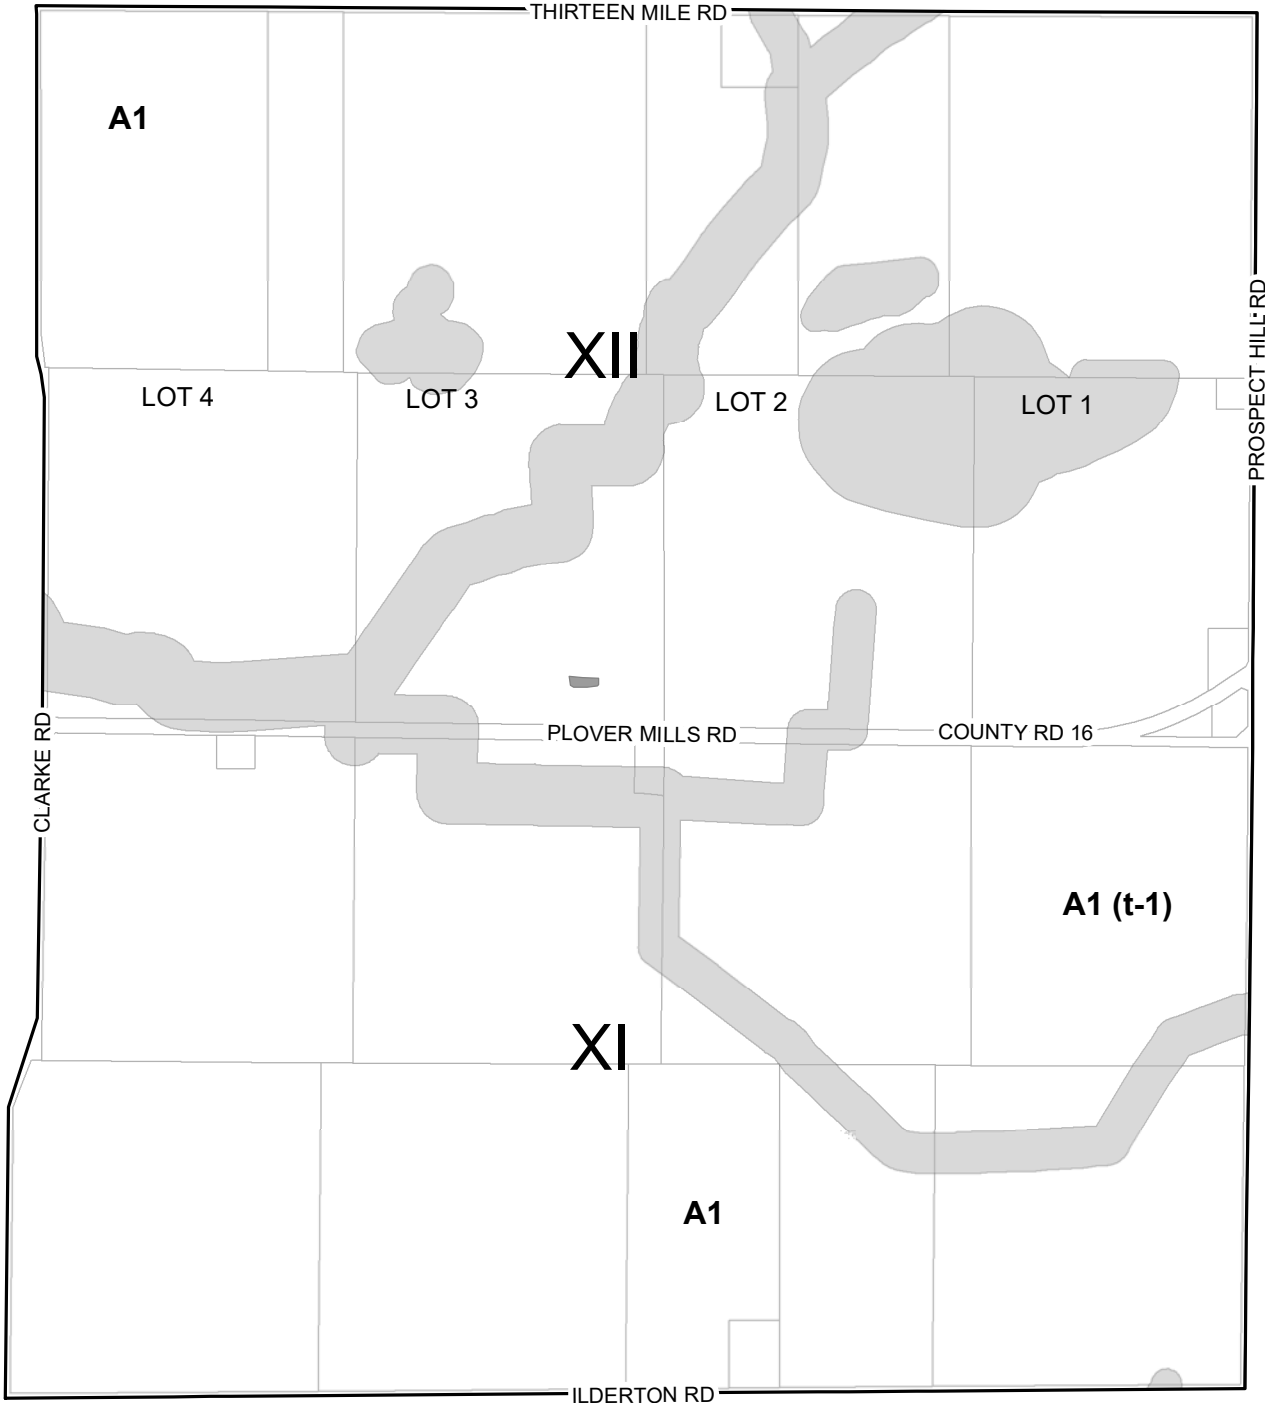 THIRTEEN MILE RD
A1
PROSPECT HILL RD
XII
LOT 4
LOT 3
LOT 2
LOT 1
CLARKE RD
PLOVER MILLS RD
COUNTY RD 16
A1 (t-1)
XI
A1
ILDERTON RD